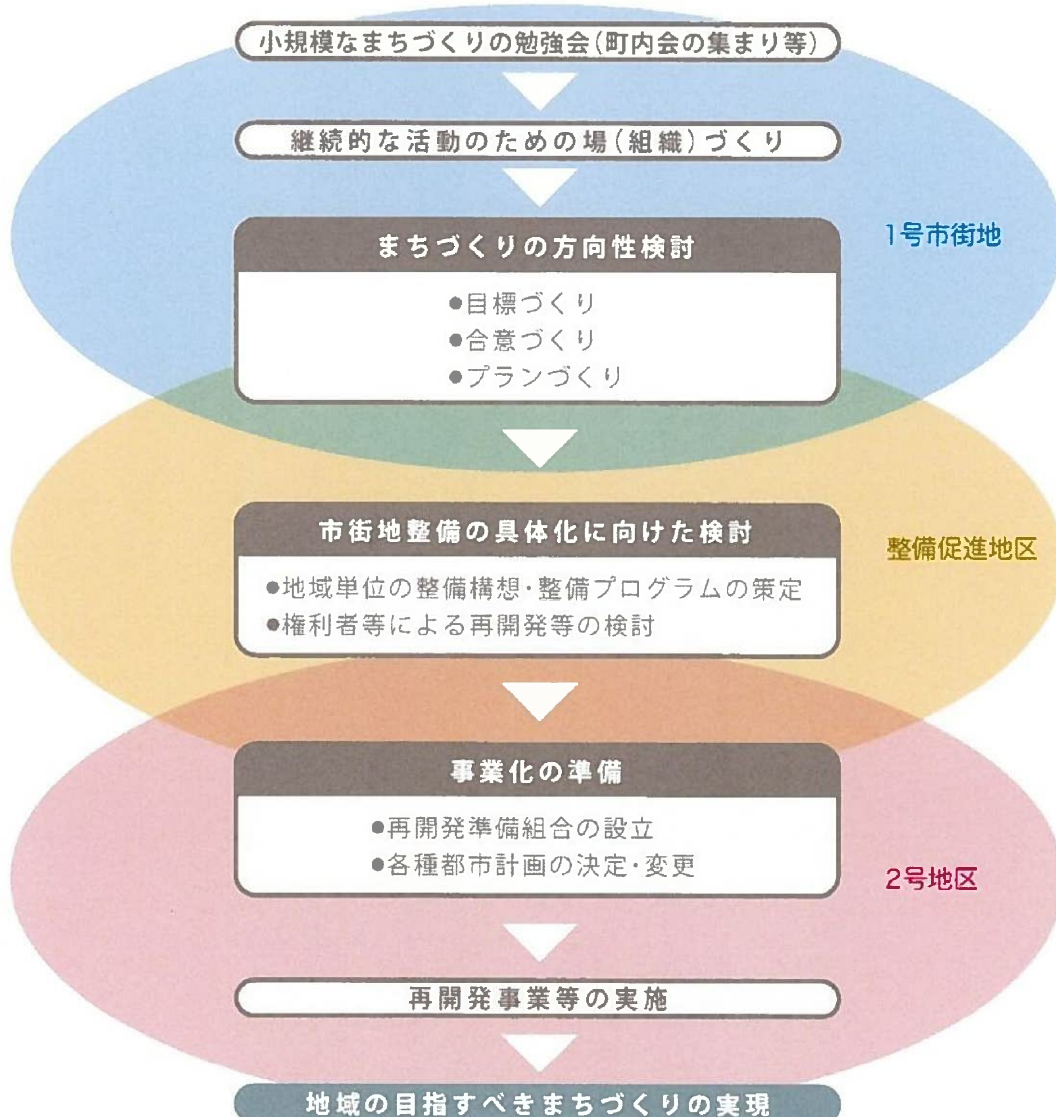 小規模なまちづくりの勉強会(町内会の集まり等)
継続的な活動のための場(組織)づくり
まちづくりの方向性検討
●目標づくり
●合意づくり
●プランづくり
1号市街地
市街地整備の具体化に向けた検討
●地域単位の整備構想・整備プログラムの策定
●権利者等による再開発等の検討
整備促進地区
事業化の準備
●再開発準備組合の設立
●各種都市計画の決定・変更
2号地区
再開発事業等の実施
地域の目指すべきまちづくりの実現